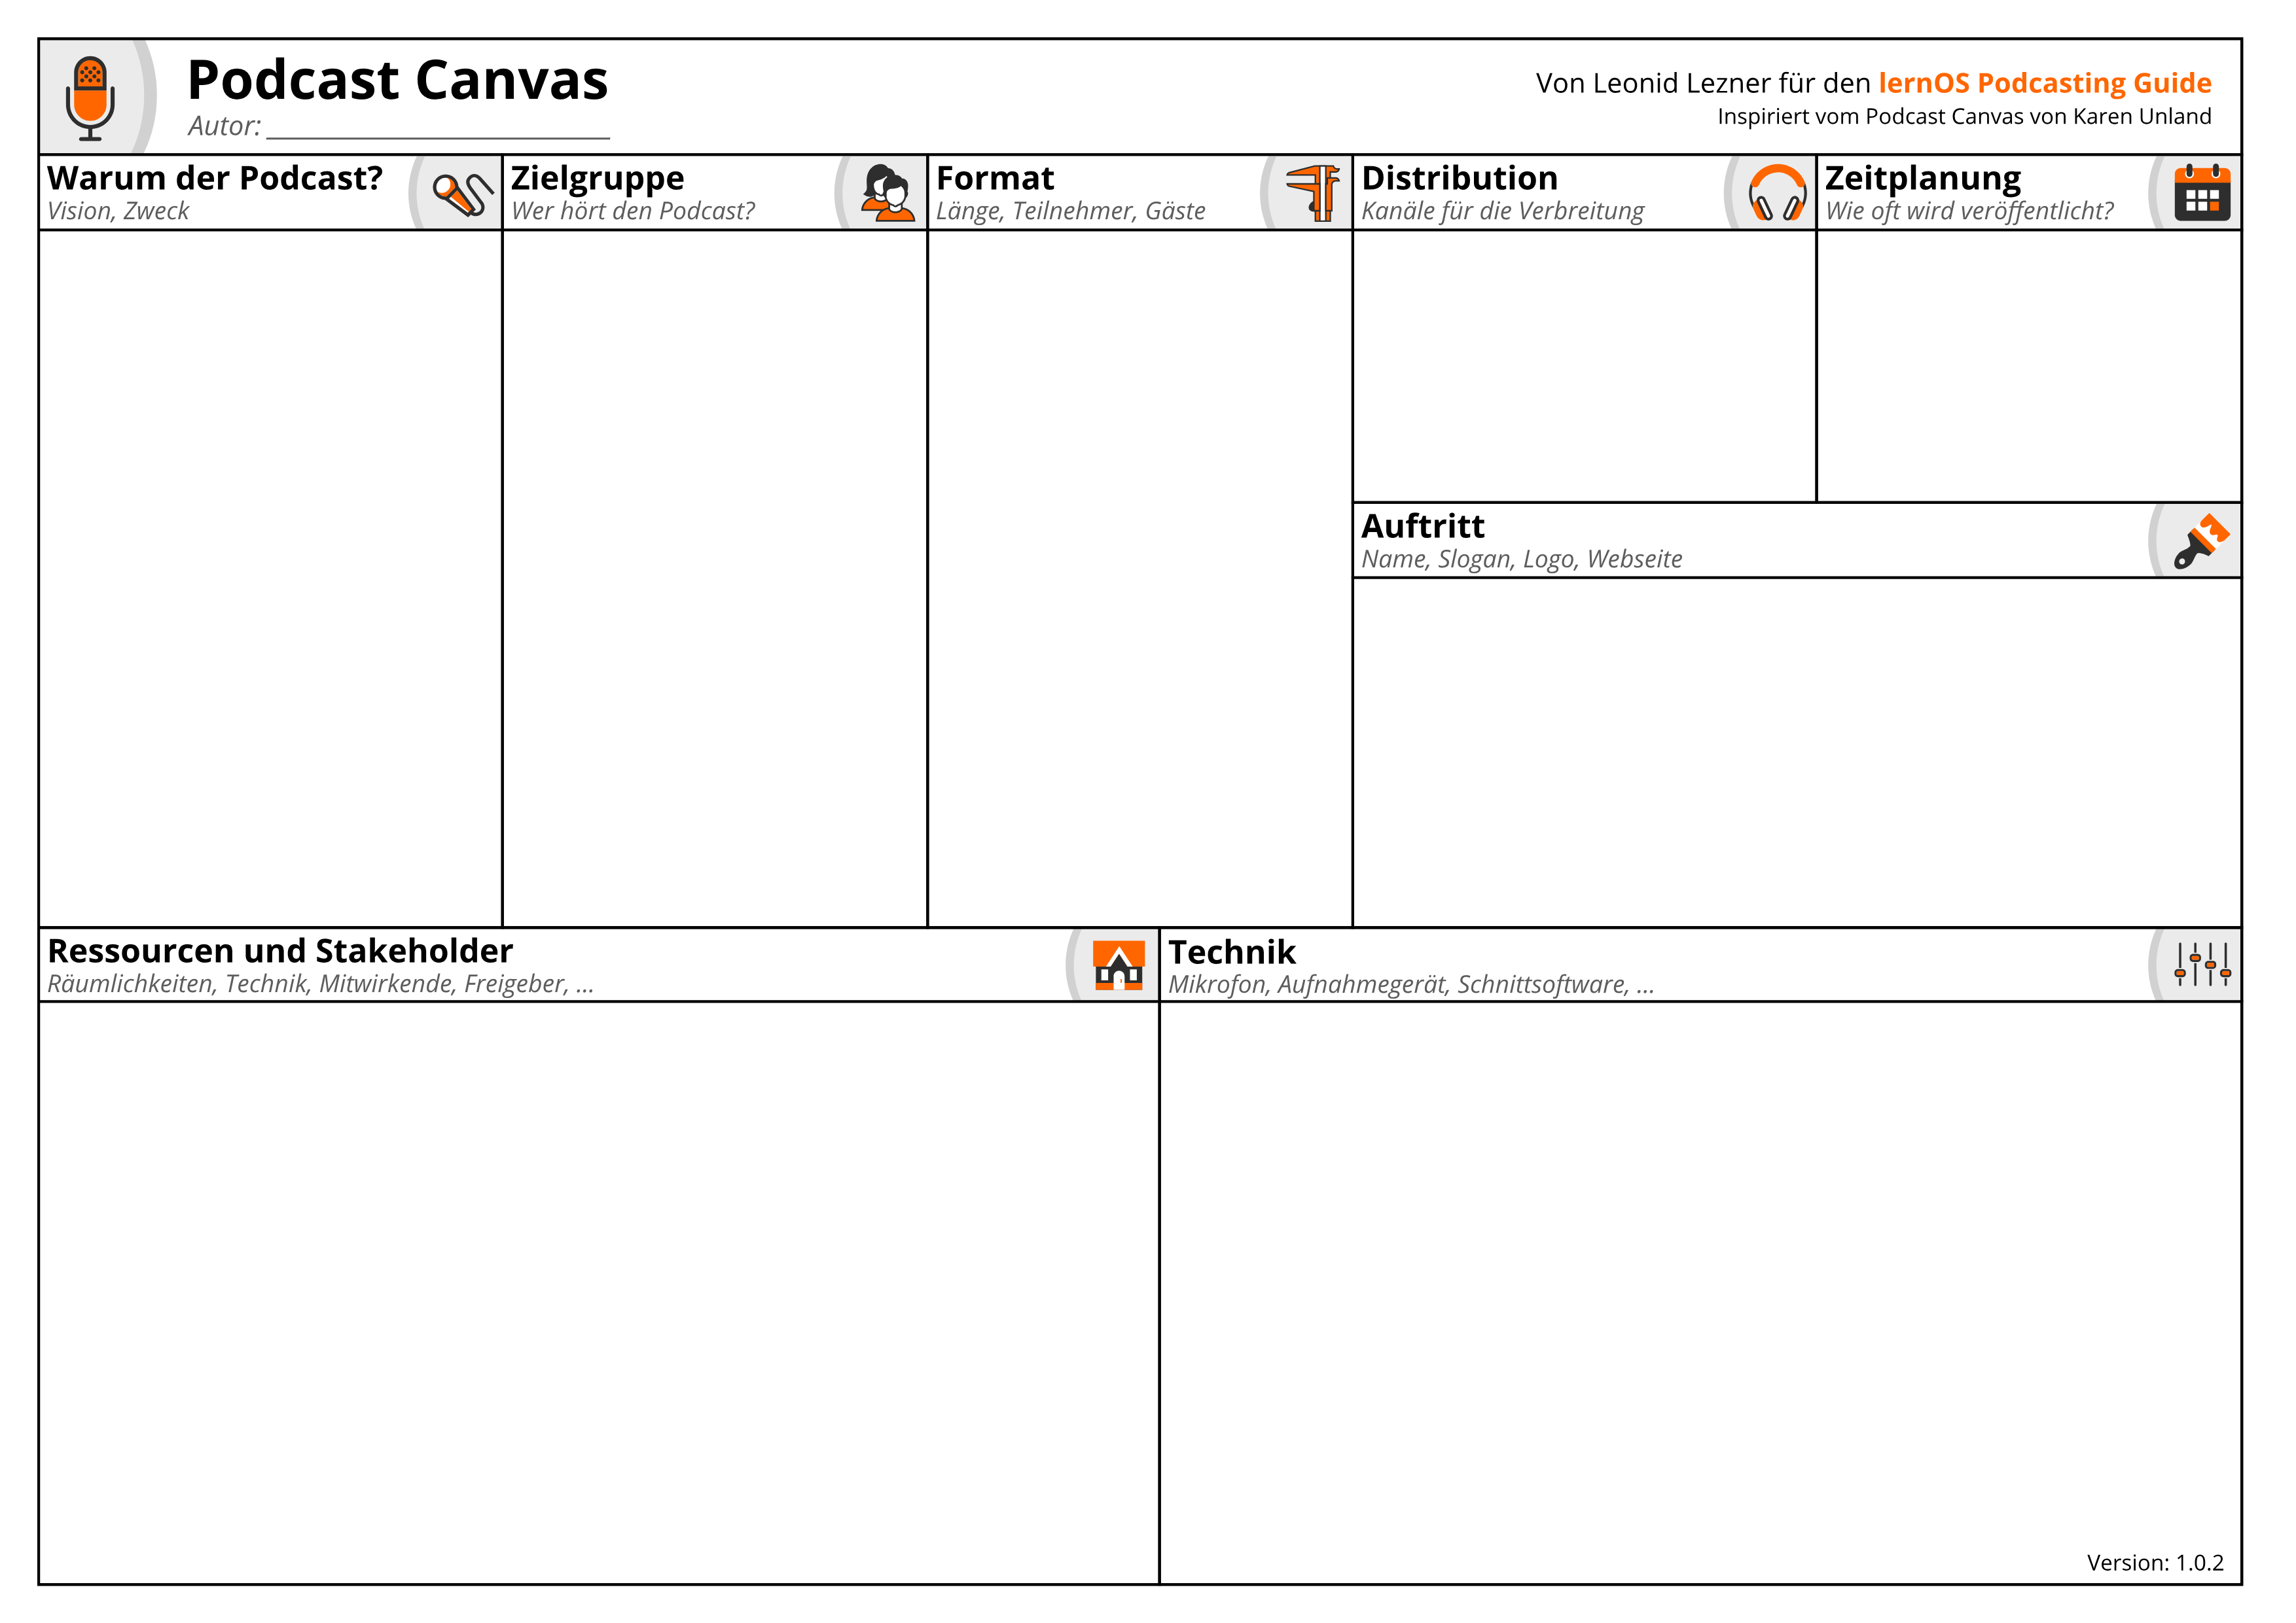 Podcast Canvas
Autor:
Von Leonid Lezner für den lernOS Podcasting Guide
Inspiriert vom Podcast Canvas von Karen Unland
Warum der Podcast?
Vision, Zweck
Zielgruppe
Wer hört den Podcast?
Format
Länge, Teilnehmer, Gäste
Distribution
Kanäle für die Verbreitung
Zeitplanung
Wie oft wird veröffentlicht?
Auftritt
Name, Slogan, Logo, Webseite
Ressourcen und Stakeholder
Räumlichkeiten, Technik, Mitwirkende, Freigeber, ...
Technik
Mikrofon, Aufnahmegerät, Schnittsoftware, ...
Version: 1.0.2